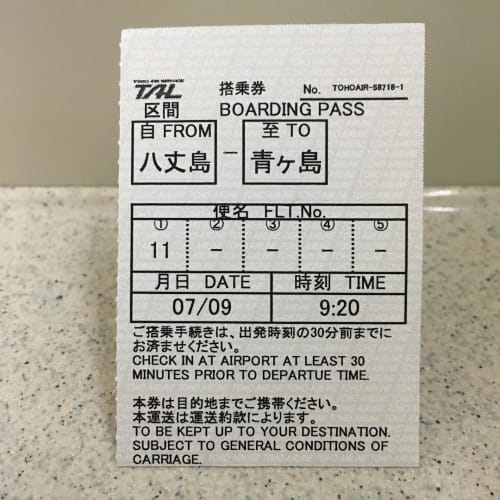 TOHO AIR SERVICE
TAL 搭乗券 No. TOHOAIR-58718-1
区間 BOARDING PASS
自 FROM 至 TO
八丈島 － 青ヶ島
便名 FLT.No.
① ② ③ ④ ⑤
11 － － － －
月日 DATE 時刻 TIME
07/09 9:20
ご搭乗手続きは、出発時刻の30分前までに
お済ませください。
CHECK IN AT AIRPORT AT LEAST 30
MINUTES PRIOR TO DEPARTUE TIME.
本券は目的地までご携帯ください。
本運送は運送約款によります。
TO BE KEPT UP TO YOUR DESTINATION.
SUBJECT TO GENERAL CONDITIONS OF
CARRIAGE.